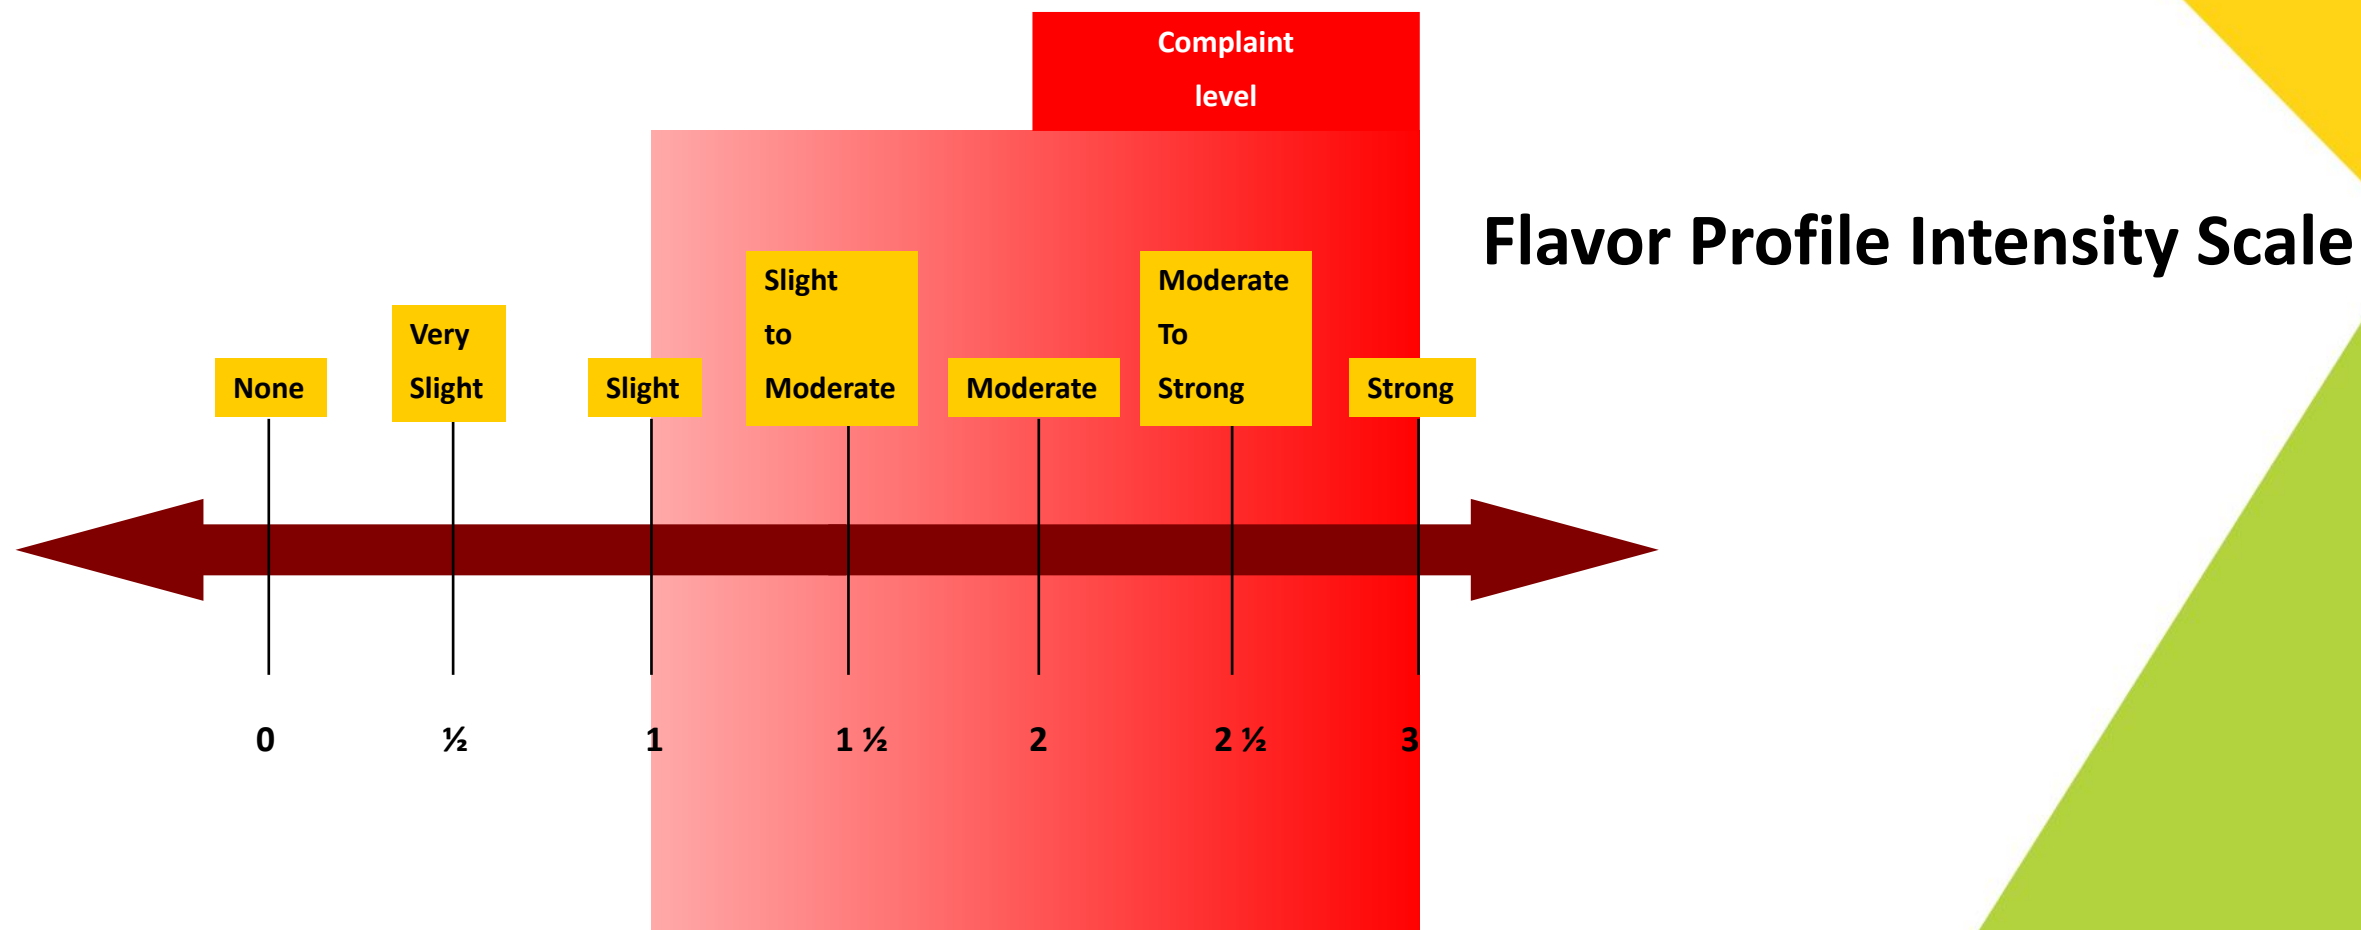 Complaint
level
Flavor Profile Intensity Scale
None
Very
Slight
Slight
Slight
to
Moderate
Moderate
Moderate
To
Strong
Strong
0
½
1
1 ½
2
2 ½
3